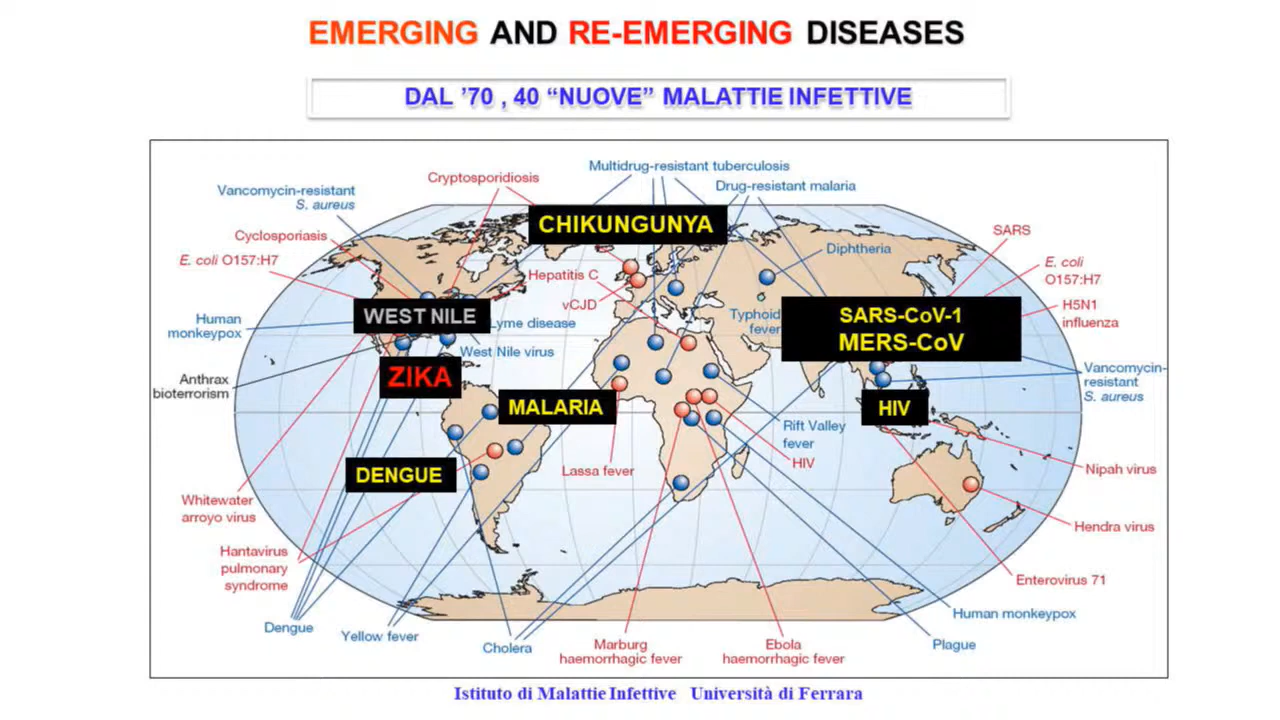 EMERGING AND RE-EMERGING DISEASES
DAL '70 , 40 “NUOVE” MALATTIE INFETTIVE
Multidrug-resistant tuberculosis
Cryptosporidiosis
Drug-resistant malaria
Vancomycin-resistant
S. aureus
CHIKUNGUNYA
Cyclosporiasis
SARS
Diphtheria
E. coli O157:H7
E. coli
O157:H7
Hepatitis C
vCJD
H5N1
influenza
Human
monkeypox
WEST NILE
Lyme disease
Typhoid
fever
SARS-CoV-1
MERS-CoV
West Nile virus
Anthrax
bioterrorism
ZIKA
Vancomycin-
resistant
S. aureus
MALARIA
HIV
Rift Valley
fever
HIV
DENGUE
Lassa fever
Nipah virus
Whitewater
arroyo virus
Hendra virus
Hantavirus
pulmonary
syndrome
Enterovirus 71
Human monkeypox
Dengue
Yellow fever
Cholera
Marburg
haemorrhagic fever
Ebola
haemorrhagic fever
Plague
Istituto di Malattie Infettive Università di Ferrara